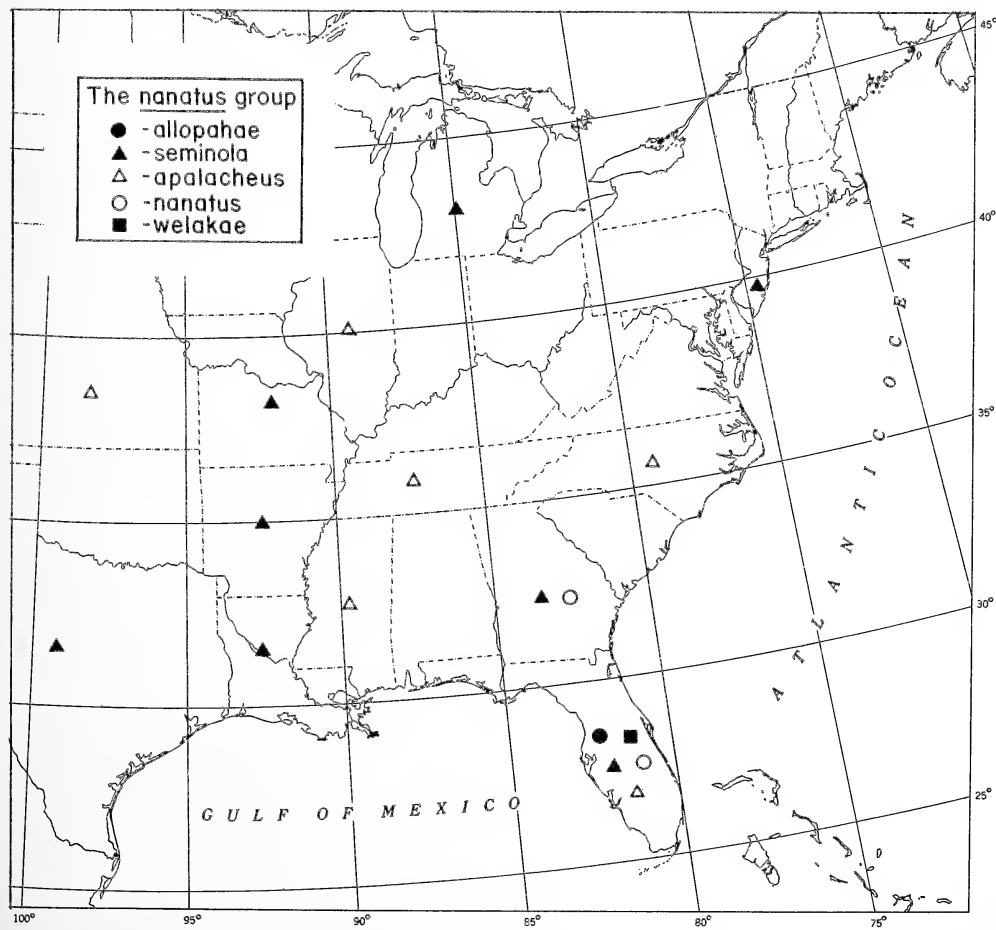 The nanatus group
● -allopahae
▲ -seminola
△ -apalacheus
○ -nanatus
■ -welakae
45°
40°
35°
30°
25°
ATLANTIC OCEAN
GULF OF MEXICO
100°
95°
90°
85°
80°
75°